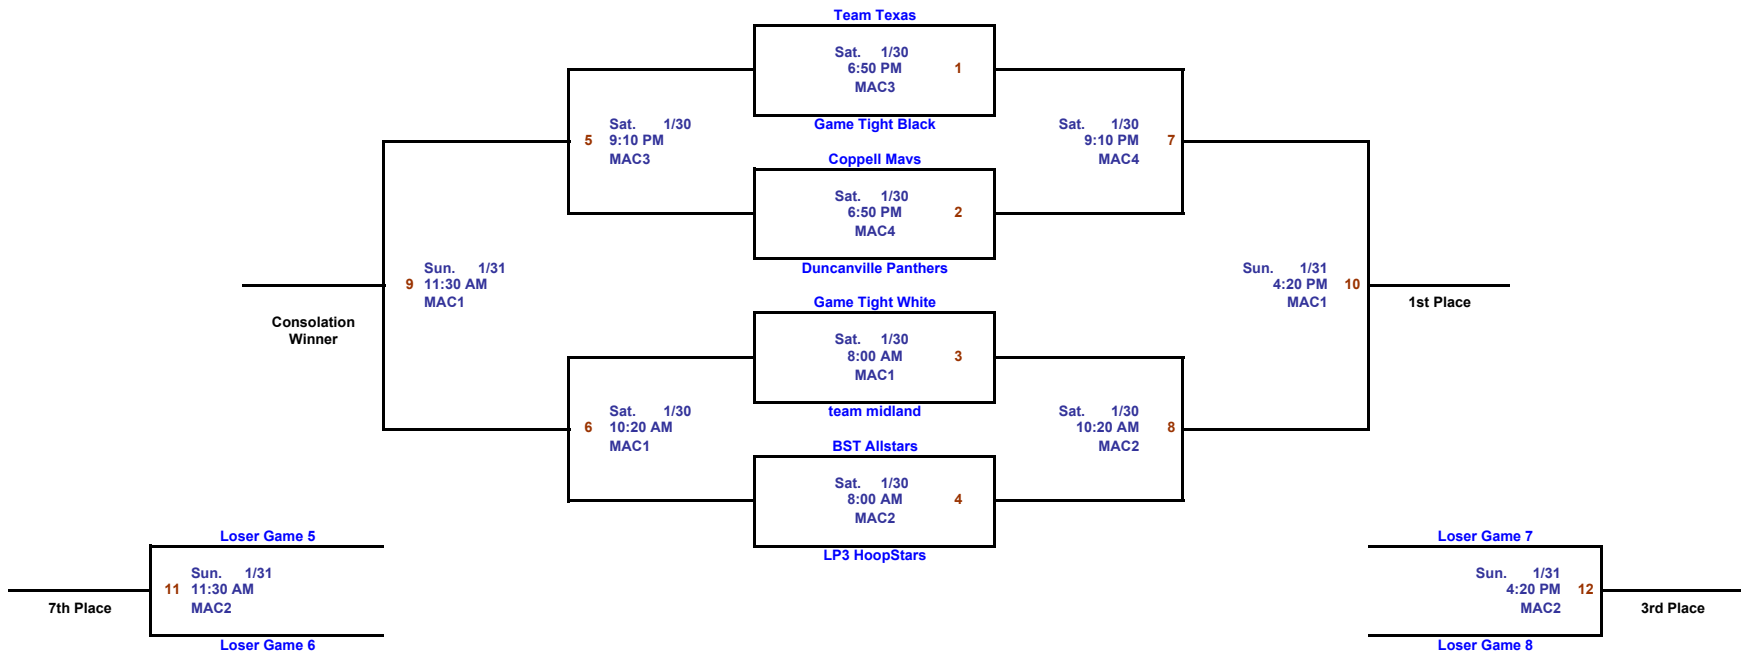 Team Texas
Sat. 1/30
6:50 PM 1
MAC3
Game Tight Black
Sat. 1/30
5 9:10 PM
MAC3
Sat. 1/30
9:10 PM 7
MAC4
Coppell Mavs
Sat. 1/30
6:50 PM 2
MAC4
Duncanville Panthers
Sun. 1/31
9 11:30 AM
MAC1
Consolation
Winner
Sun. 1/31
4:20 PM 10
MAC1
1st Place
Game Tight White
Sat. 1/30
8:00 AM 3
MAC1
team midland
Sat. 1/30
6 10:20 AM
MAC1
Sat. 1/30
10:20 AM 8
MAC2
BST Allstars
Sat. 1/30
8:00 AM 4
MAC2
LP3 HoopStars
Loser Game 5
Sun. 1/31
11 11:30 AM
MAC2
7th Place
Loser Game 6
Loser Game 7
Sun. 1/31
4:20 PM 12
MAC2
3rd Place
Loser Game 8